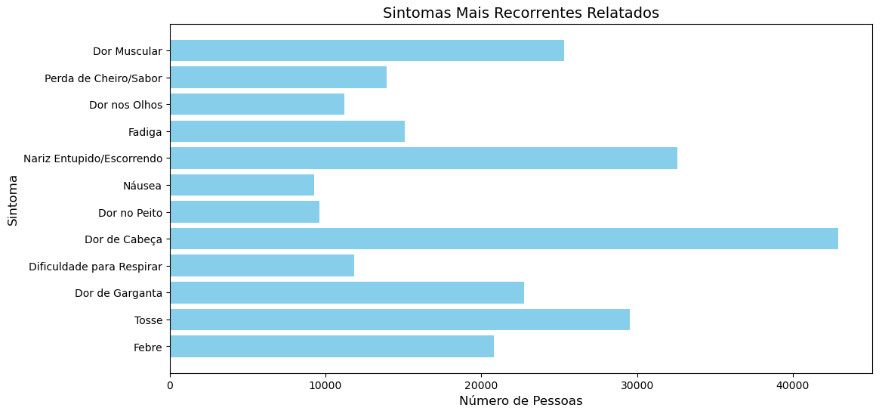 Sintomas Mais Recorrentes Relatados
Dor Muscular
Perda de Cheiro/Sabor
Dor nos Olhos
Fadiga
Nariz Entupido/Escorrendo
Náusea
Dor no Peito
Dor de Cabeça
Dificuldade para Respirar
Dor de Garganta
Tosse
Febre
Sintoma
0 10000 20000 30000 40000
Número de Pessoas